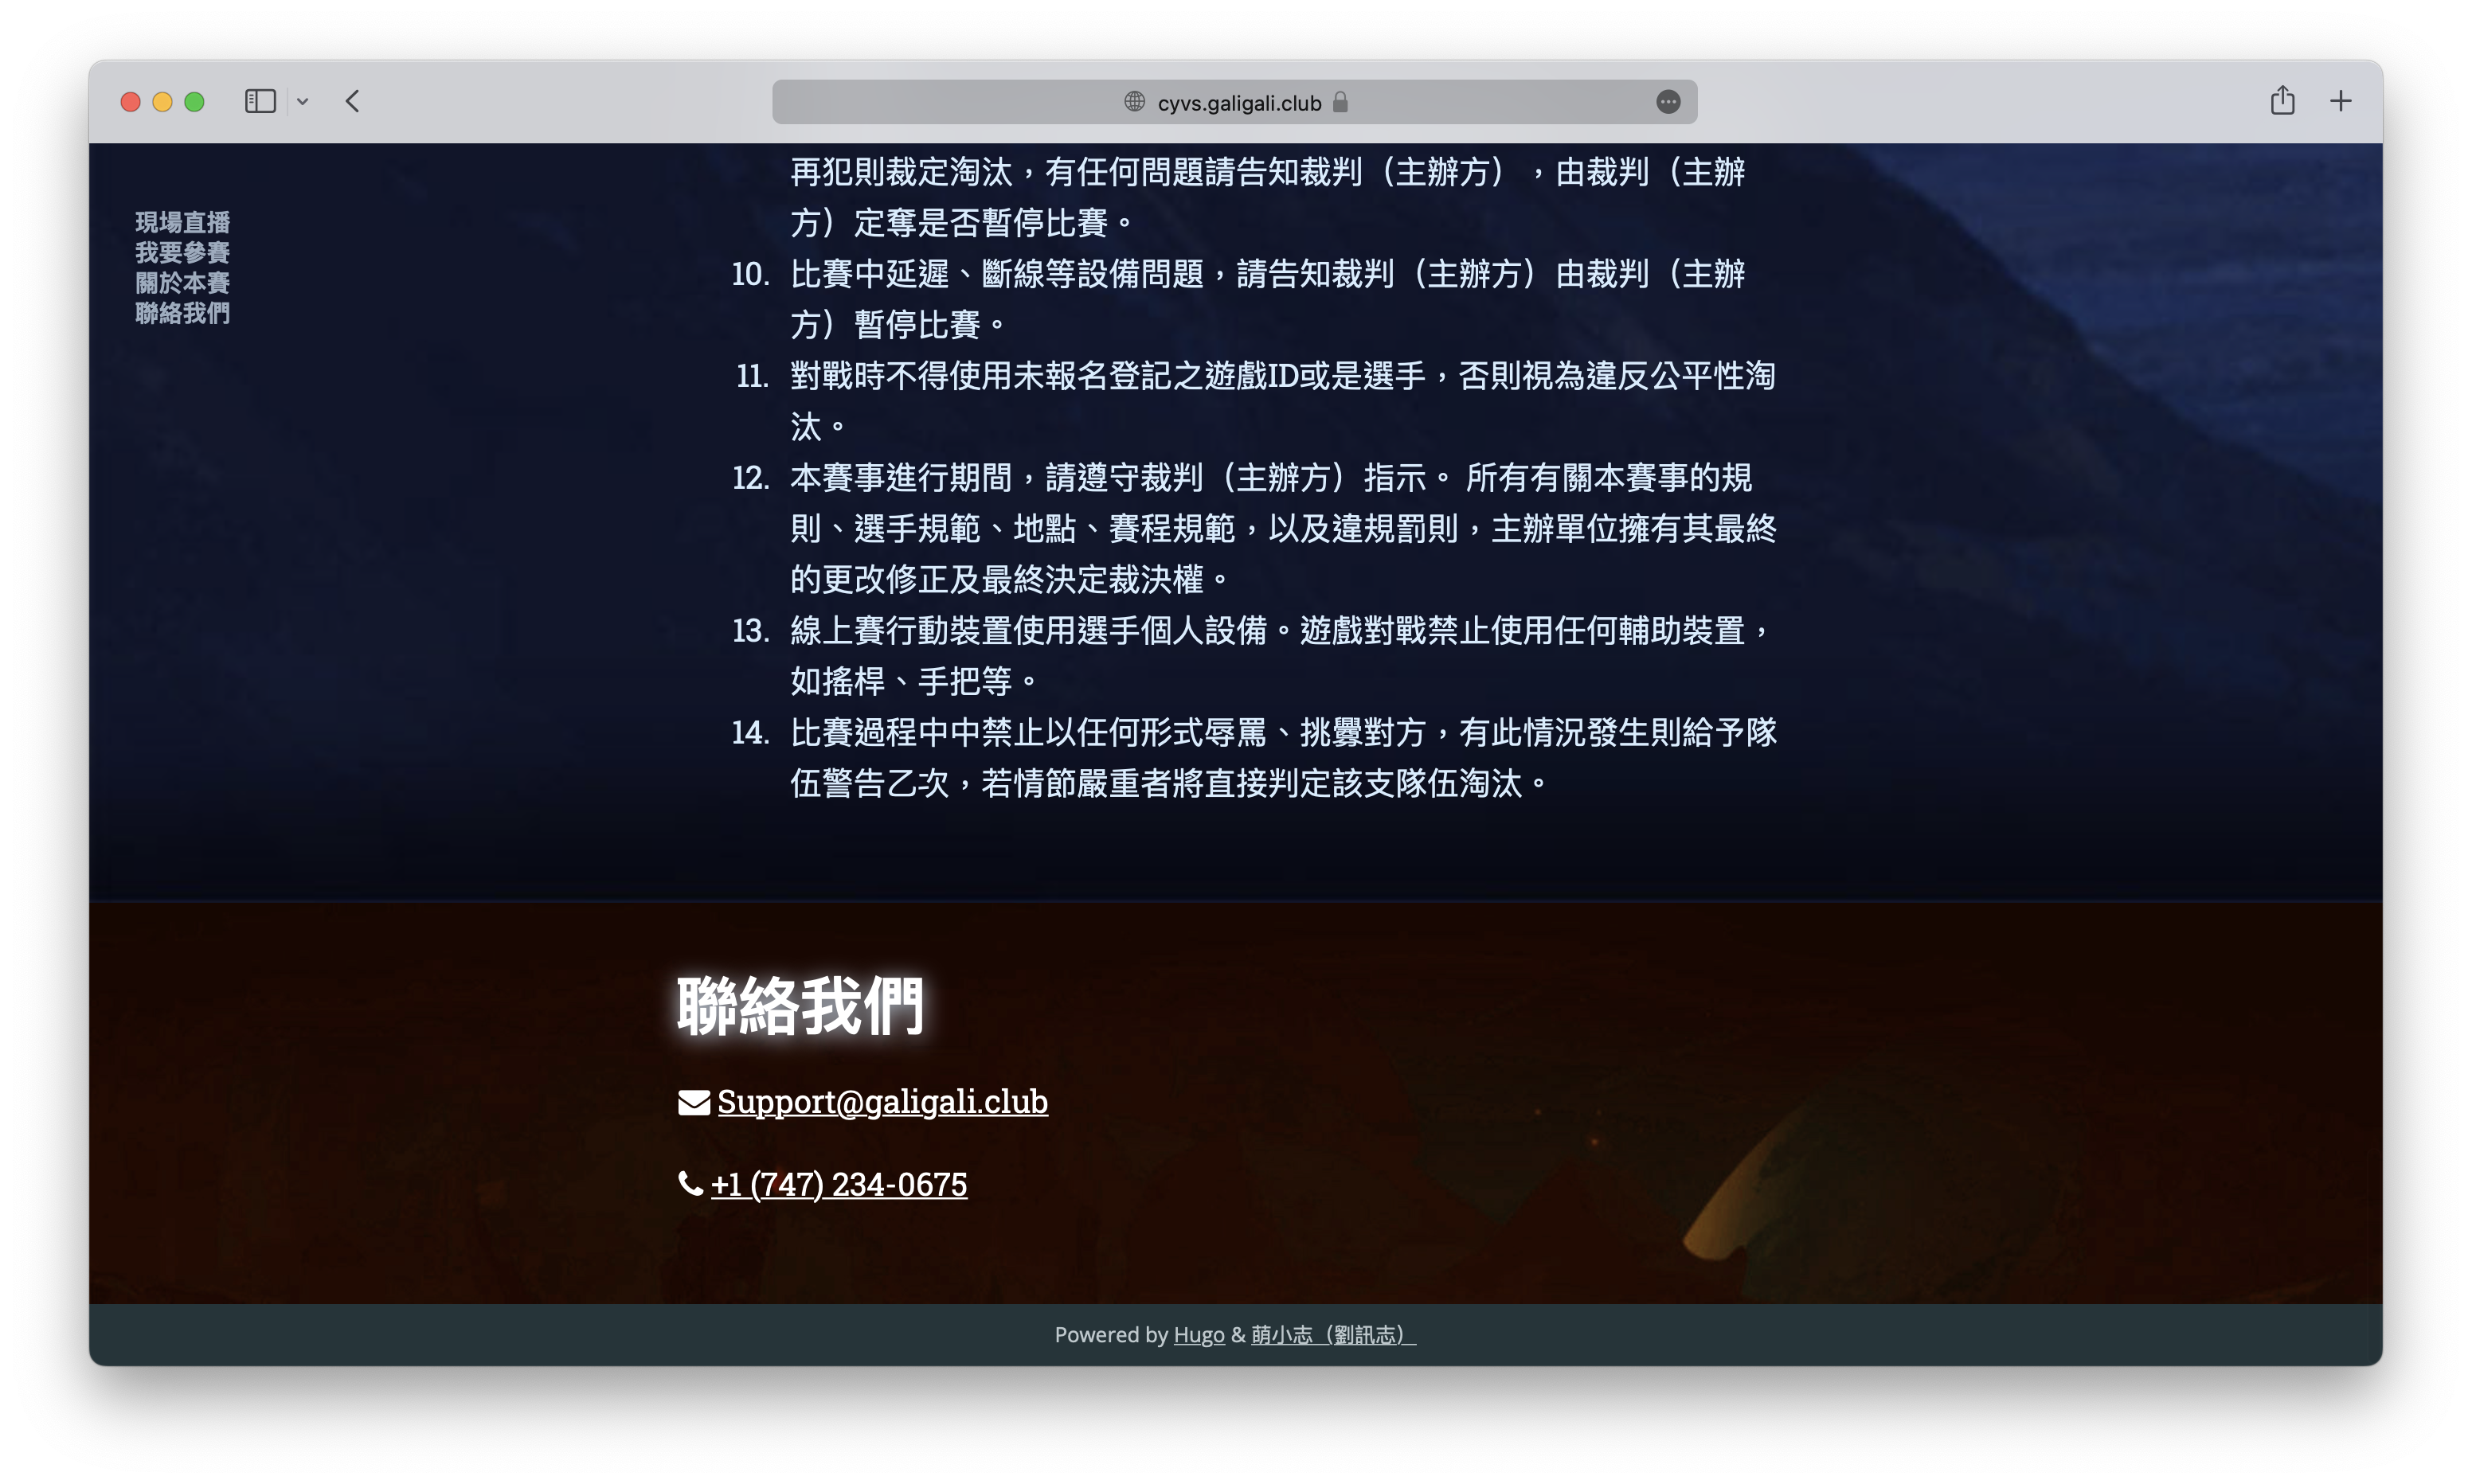 cyvs.galigali.club
現場直播
我要參賽
關於本賽
聯絡我們
再犯則裁定淘汰，有任何問題請告知裁判（主辦方），由裁判（主辦
方）定奪是否暫停比賽。
10. 比賽中延遲、斷線等設備問題，請告知裁判（主辦方）由裁判（主辦
方）暫停比賽。
11. 對戰時不得使用未報名登記之遊戲ID或是選手，否則視為違反公平性淘
汰。
12. 本賽事進行期間，請遵守裁判（主辦方）指示。 所有有關本賽事的規
則、選手規範、地點、賽程規範，以及違規罰則，主辦單位擁有其最終
的更改修正及最終決定裁決權。
13. 線上賽行動裝置使用選手個人設備。遊戲對戰禁止使用任何輔助裝置，
如搖桿、手把等。
14. 比賽過程中中禁止以任何形式辱罵、挑釁對方，有此情況發生則給予隊
伍警告乙次，若情節嚴重者將直接判定該支隊伍淘汰。
聯絡我們
Support@galigali.club
+1 (747) 234-0675
Powered by Hugo & 萌小志（劉訊志）